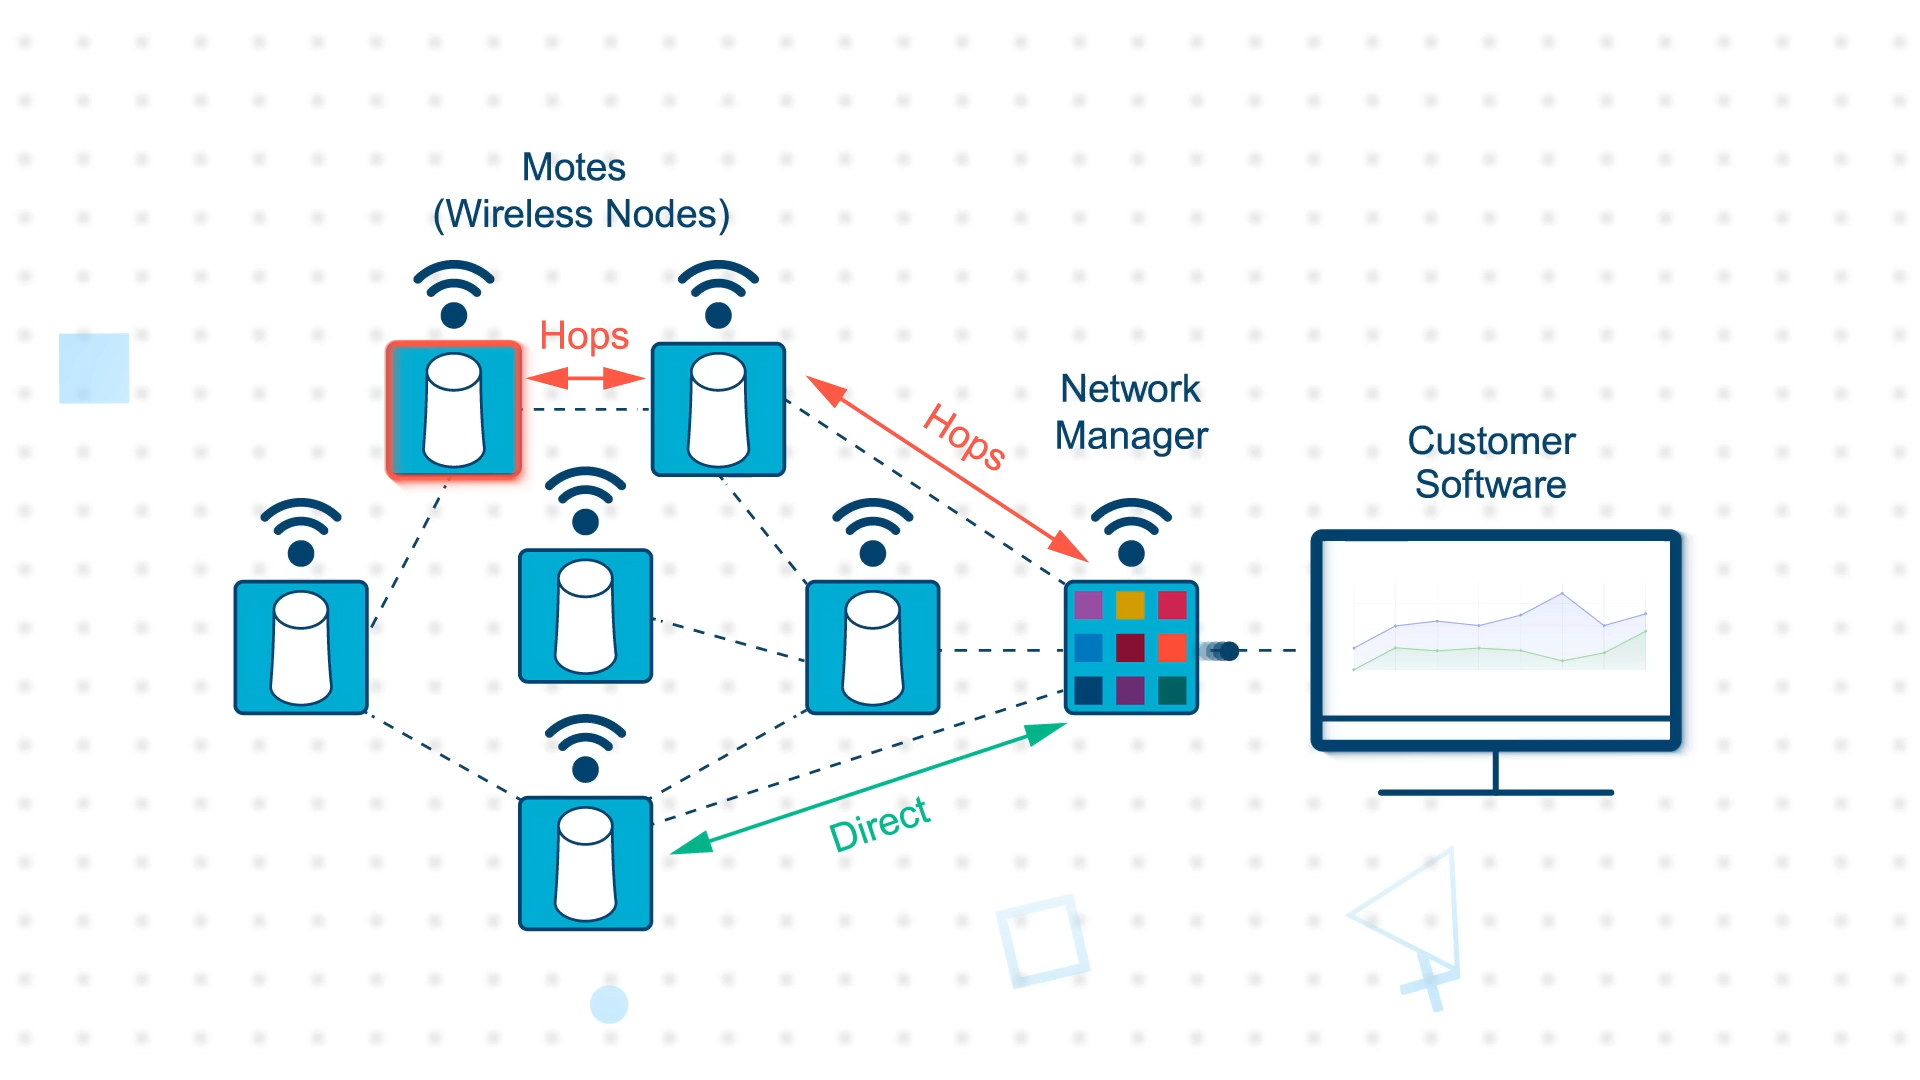 Motes
(Wireless Nodes)
Hops
Hops
Network
Manager
Customer
Software
Direct